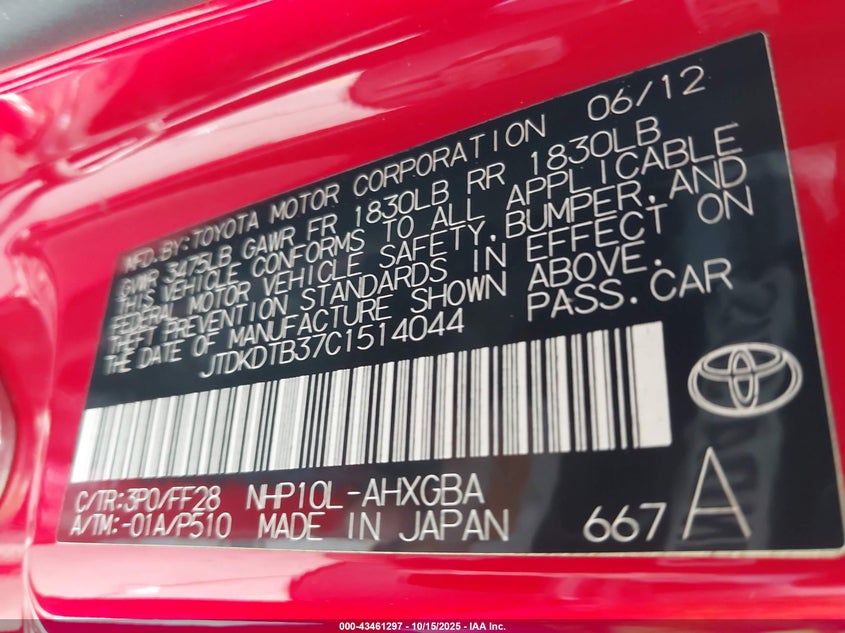 MFD.BY:TOYOTA MOTOR CORPORATION 06/12
GVWR 3475LB GAWR FR 1830LB RR 1830LB
THIS VEHICLE CONFORMS TO ALL APPLICABLE
FEDERAL MOTOR VEHICLE SAFETY,BUMPER,AND
THEFT PREVENTION STANDARDS IN EFFECT ON
THE DATE OF MANUFACTURE SHOWN ABOVE.
JTDKDTB37C1514044 PASS.CAR
C/TR:3P0/FF28 NHP10L-AHXGBA
A/TM:-01A/P510 MADE IN JAPAN 667 A
000-43461297 - 10/15/2025 - IAA Inc.